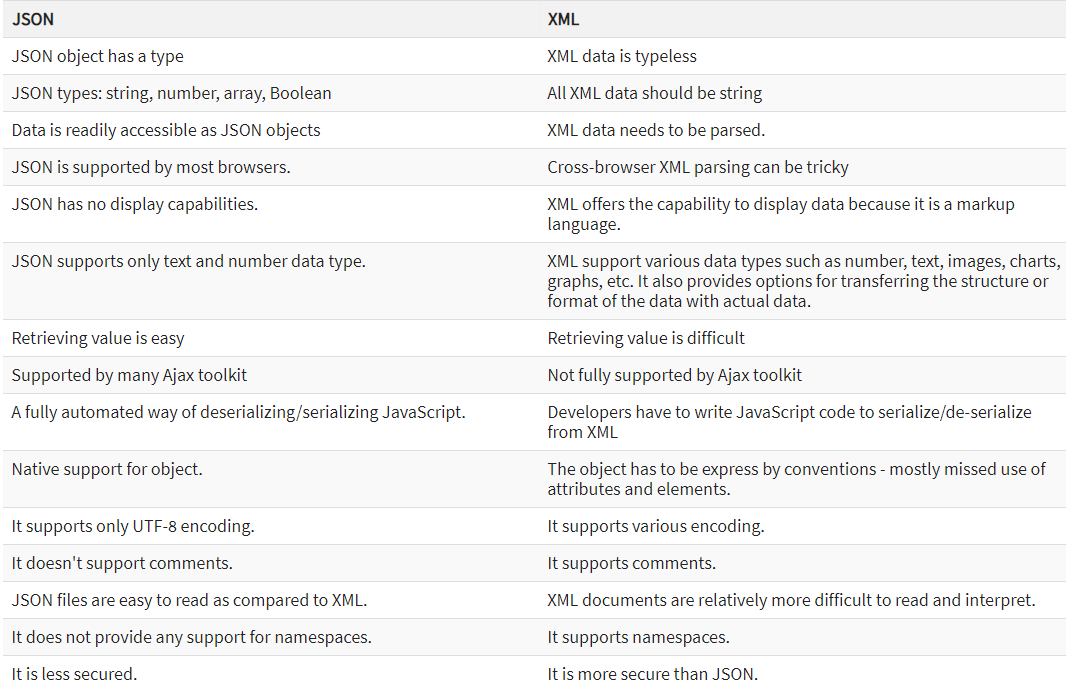 JSON XML
JSON object has a type XML data is typeless
JSON types: string, number, array, Boolean All XML data should be string
Data is readily accessible as JSON objects XML data needs to be parsed.
JSON is supported by most browsers. Cross-browser XML parsing can be tricky
JSON has no display capabilities. XML offers the capability to display data because it is a markup
language.
JSON supports only text and number data type. XML support various data types such as number, text, images, charts,
graphs, etc. It also provides options for transferring the structure or
format of the data with actual data.
Retrieving value is easy Retrieving value is difficult
Supported by many Ajax toolkit Not fully supported by Ajax toolkit
A fully automated way of deserializing/serializing JavaScript. Developers have to write JavaScript code to serialize/de-serialize
from XML
Native support for object. The object has to be express by conventions - mostly missed use of
attributes and elements.
It supports only UTF-8 encoding. It supports various encoding.
It doesn't support comments. It supports comments.
JSON files are easy to read as compared to XML. XML documents are relatively more difficult to read and interpret.
It does not provide any support for namespaces. It supports namespaces.
It is less secured. It is more secure than JSON.